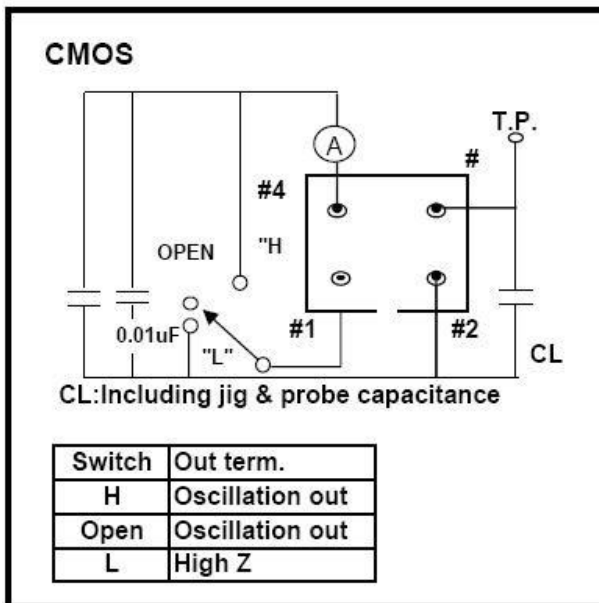 CMOS
T.P.
A
#
#4
OPEN
"H
0.01uF
"L"
#1
#2
CL
CL:Including jig & probe capacitance
Switch Out term.
H Oscillation out
Open Oscillation out
L High Z